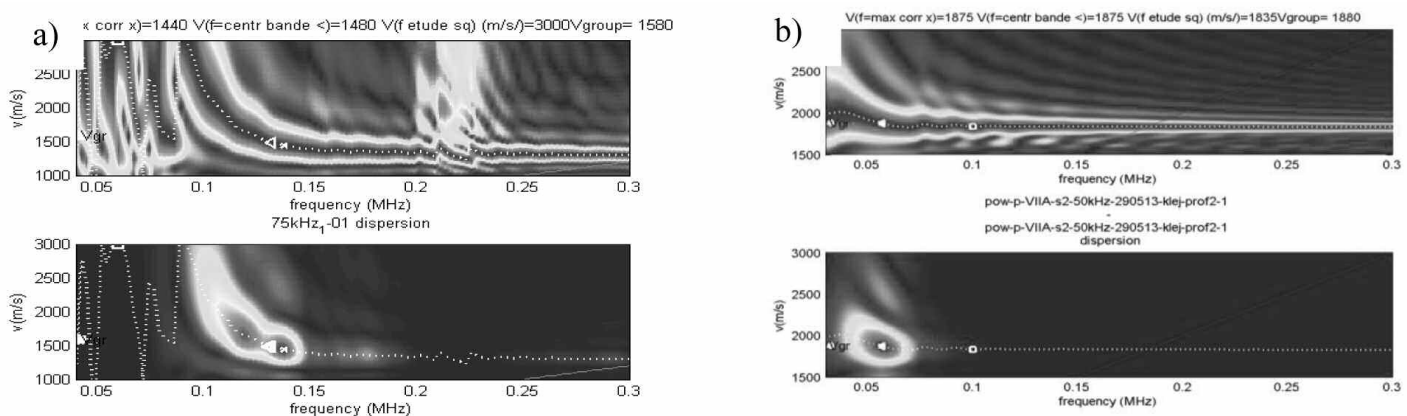 a)
x corr x)=1440 V(f=centr bande <)=1480 V(f etude sq) (m/s/)=3000Vgroup= 1580
v(m/s)
2500
2000
1500
1000
Vgr
0.05 0.1 0.15 0.2 0.25 0.3
frequency (MHz)
75kHz1-01 dispersion
v(m/s)
3000
2500
2000
1500
1000
Vgr
0.05 0.1 0.15 0.2 0.25 0.3
frequency (MHz)
b)
V(f=max corr x)=1875 V(f=centr bande <)=1875 V(f etude sq) (m/s/)=1835Vgroup= 1880
v(m/s)
2500
2000
1500
Vgr
0.05 0.1 0.15 0.2 0.25 0.3
frequency (MHz)
pow-p-VIIA-s2-50kHz-290513-klej-prof2-1
-
pow-p-VIIA-s2-50kHz-290513-klej-prof2-1
dispersion
v(m/s)
3000
2500
2000
1500
Vgr
0.05 0.1 0.15 0.2 0.25 0.3
frequency (MHz)